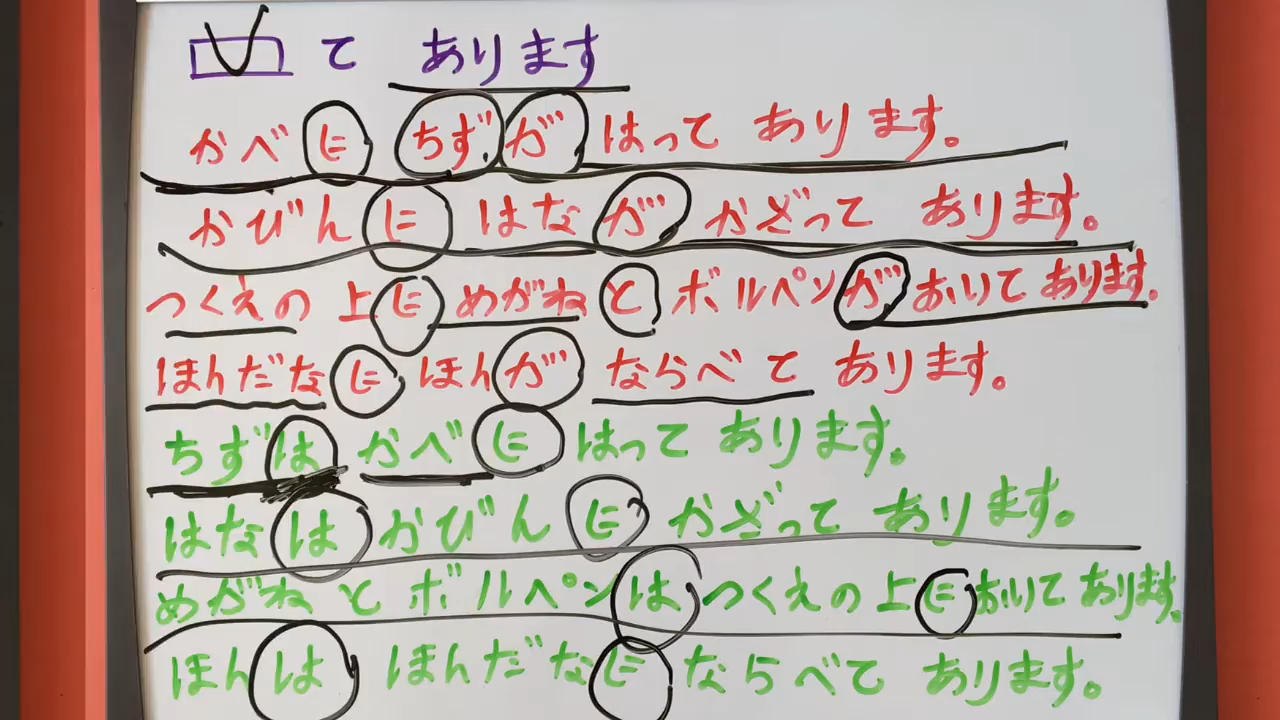 Vて あります
かべに ちずが はって あります。
かびんに はなが かざって あります。
つくえの上に めがねとボルペンが おいて あります。
ほんだなに ほんが ならべて あります。
ちずは かべに はって あります。
はなは かびんに かざって あります。
めがねとボルペンは つくえの上に おいて あります。
ほんは ほんだなに ならべて あります。